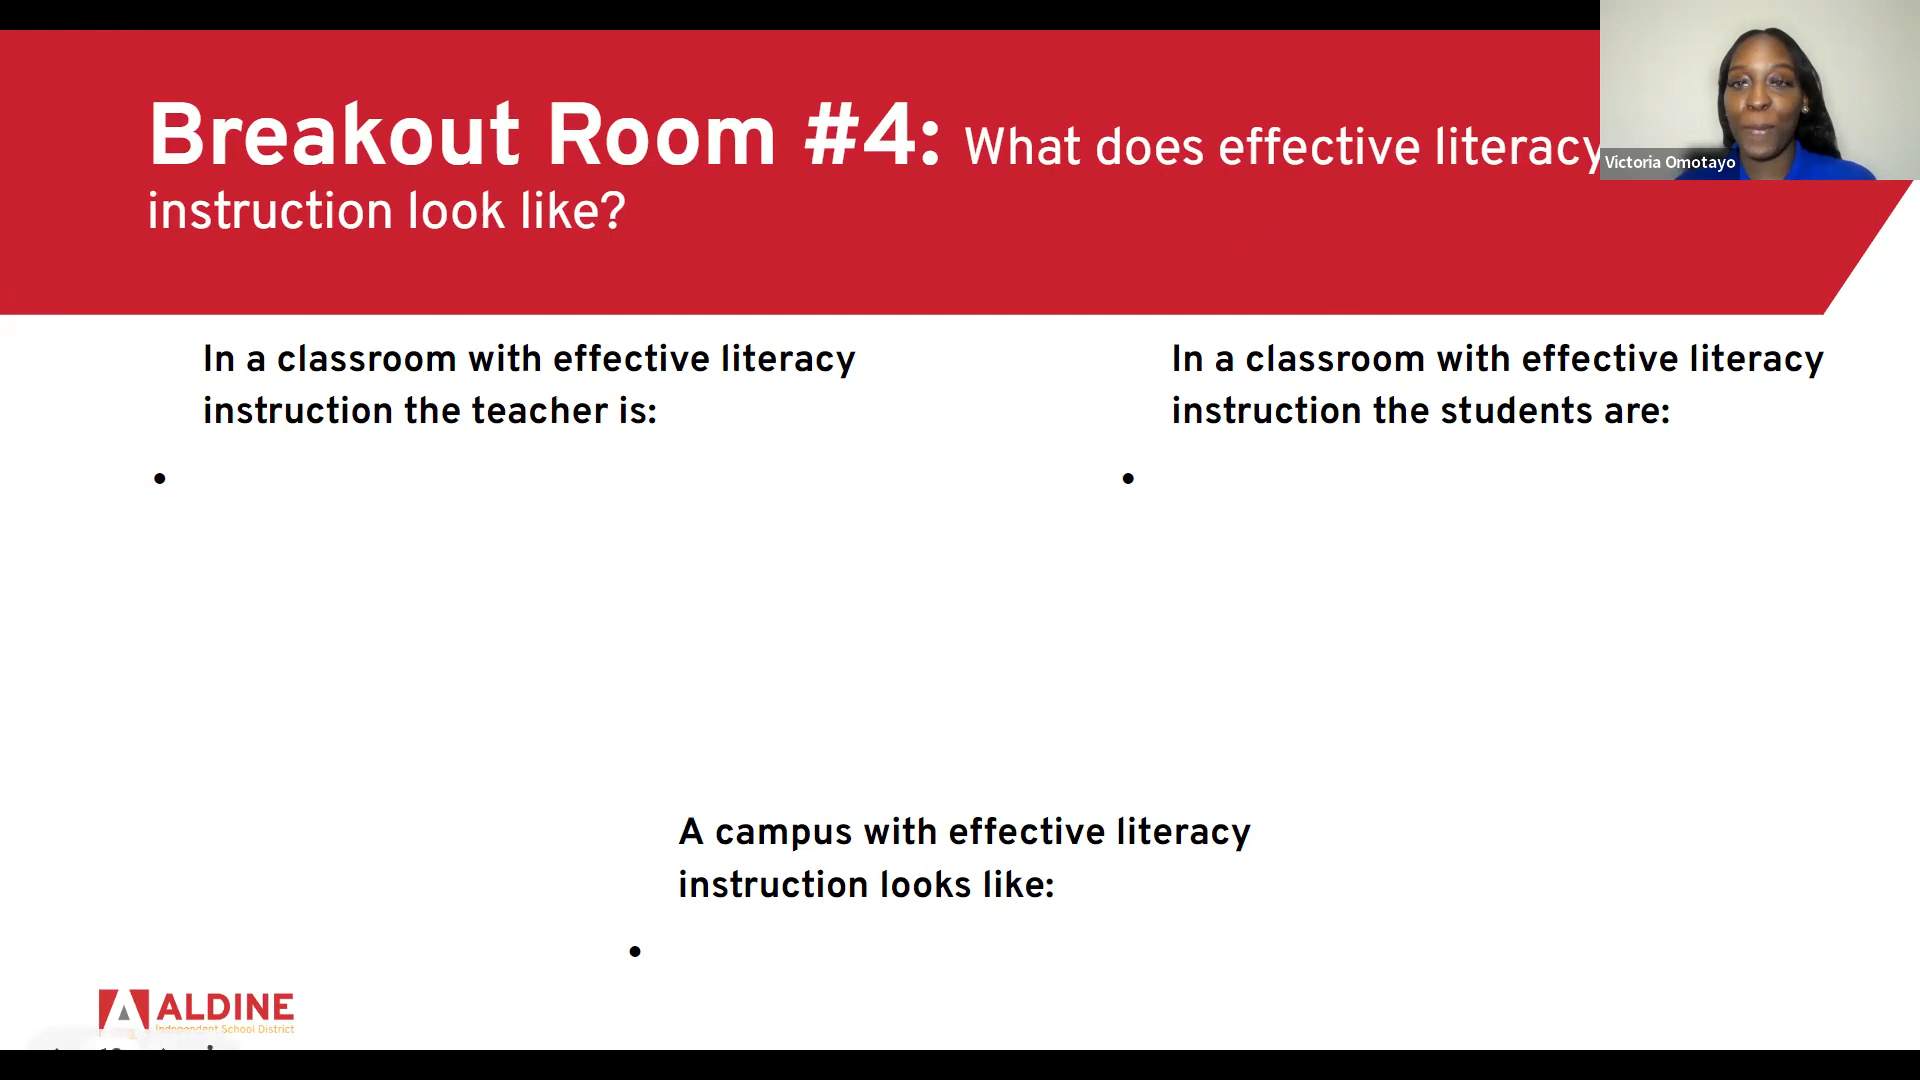 Breakout Room #4: What does effective literacy
instruction look like?
Victoria Omotayo
In a classroom with effective literacy
instruction the teacher is:
•
In a classroom with effective literacy
instruction the students are:
•
A campus with effective literacy
instruction looks like:
•
ALDINE
Independent School District